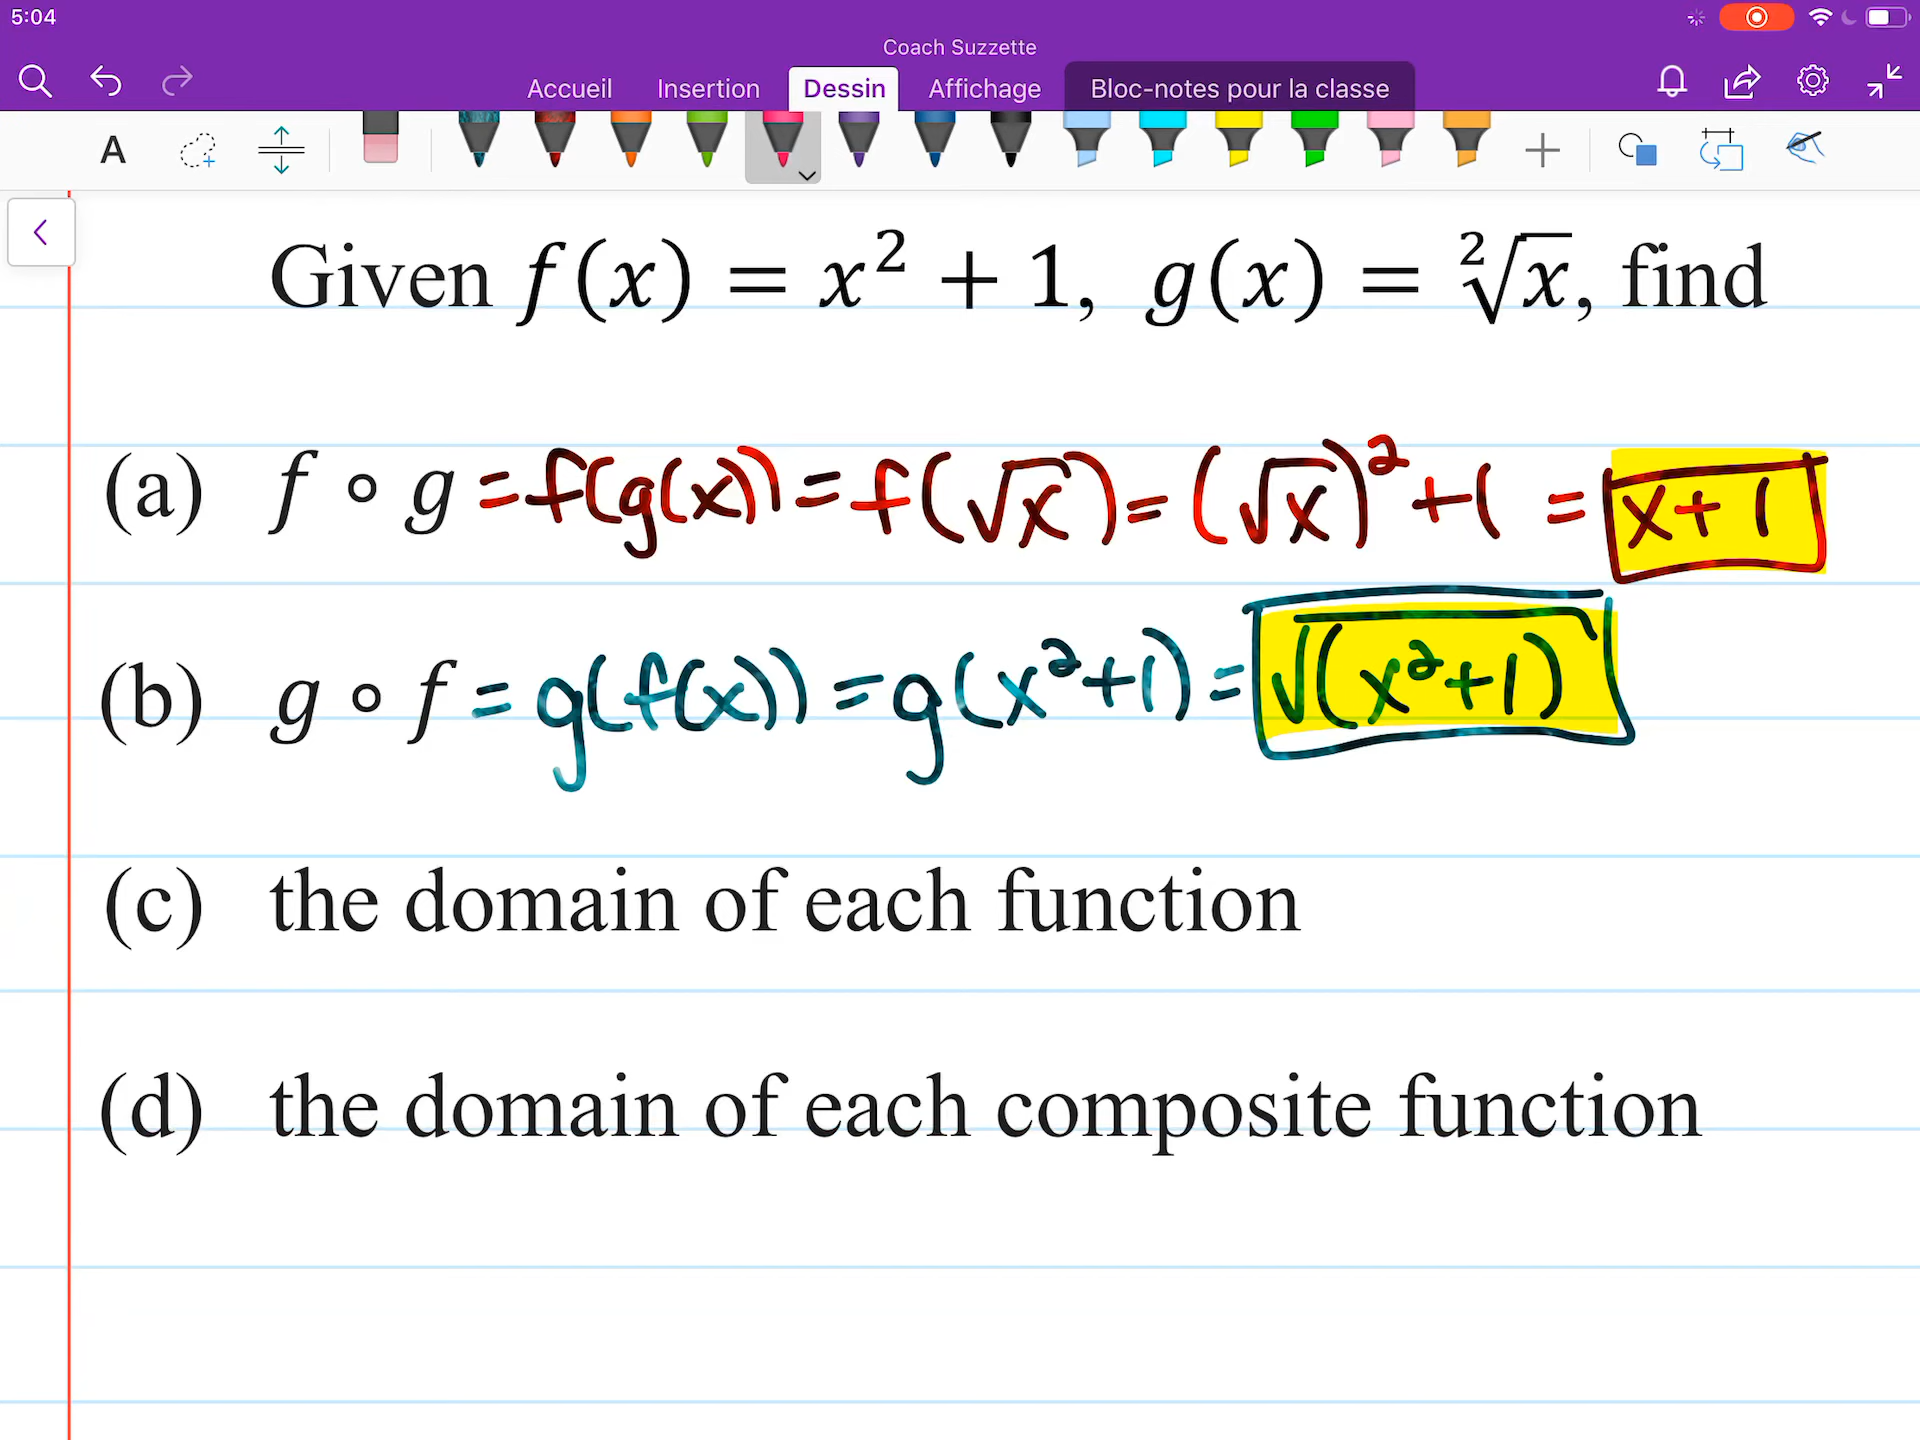 5:04
Coach Suzzette
Accueil Insertion Dessin Affichage Bloc-notes pour la classe
A
Given f(x) = x² + 1, g(x) = ²√x, find
(a) f ∘ g = f(g(x)) = f(√x) = (√x)² + 1 = x + 1
(b) g ∘ f = g(f(x)) = g(x²+1) = √(x²+1)
(c) the domain of each function
(d) the domain of each composite function